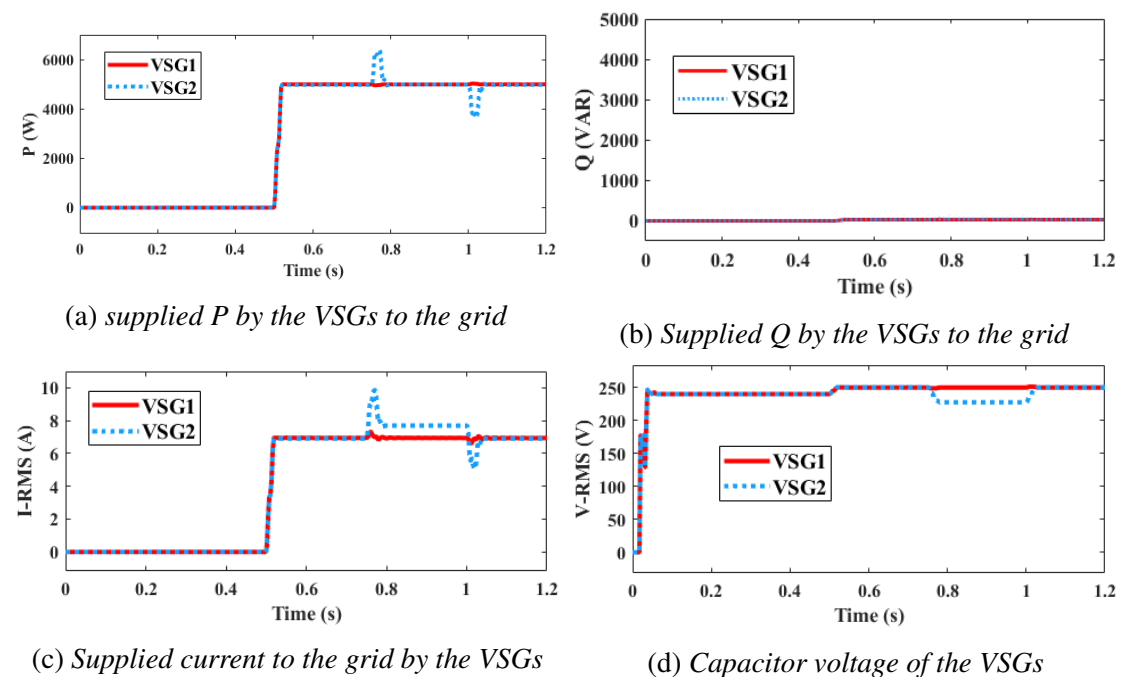 VSG1
VSG2
P (W)
6000
4000
2000
0
0 0.2 0.4 0.6 0.8 1 1.2
Time (s)
(a) supplied P by the VSGs to the grid
VSG1
VSG2
Q (VAR)
5000
4000
3000
2000
1000
0
0 0.2 0.4 0.6 0.8 1 1.2
Time (s)
(b) Supplied Q by the VSGs to the grid
VSG1
VSG2
I-RMS (A)
10
8
6
4
2
0
0 0.2 0.4 0.6 0.8 1 1.2
Time (s)
(c) Supplied current to the grid by the VSGs
VSG1
VSG2
V-RMS (V)
250
200
150
100
50
0
0 0.2 0.4 0.6 0.8 1 1.2
Time (s)
(d) Capacitor voltage of the VSGs